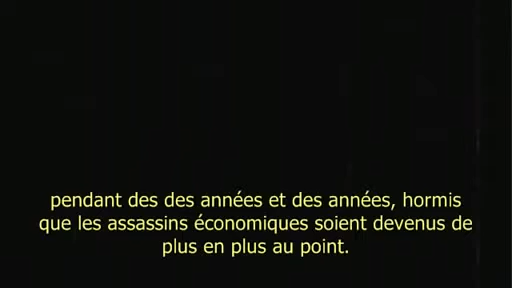 pendant des des années et des années, hormis
que les assassins économiques soient devenus de
plus en plus au point.